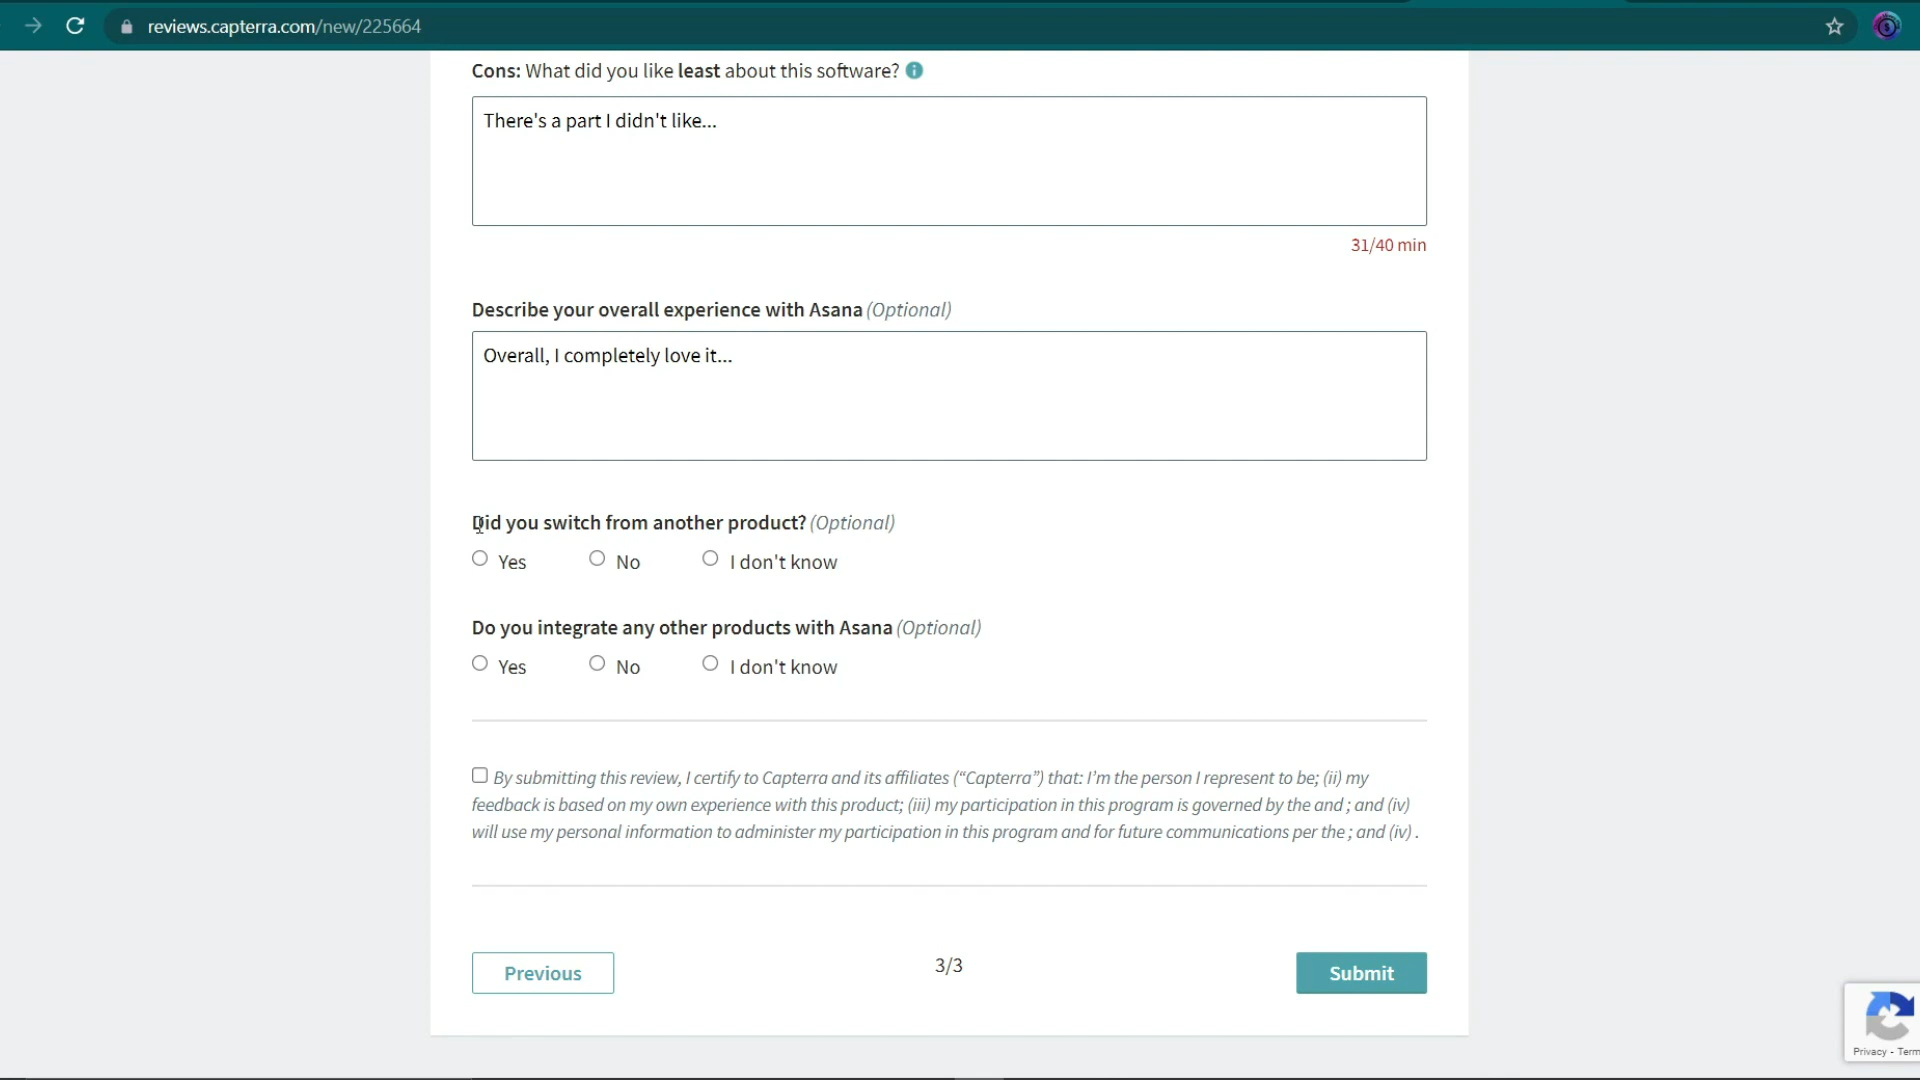 reviews.capterra.com/new/225664
Cons: What did you like least about this software?
There's a part I didn't like...
31/40 min
Describe your overall experience with Asana (Optional)
Overall, I completely love it...
Did you switch from another product? (Optional)
Yes No I don't know
Do you integrate any other products with Asana (Optional)
Yes No I don't know
By submitting this review, I certify to Capterra and its affiliates (“Capterra”) that: I’m the person I represent to be; (ii) my
feedback is based on my own experience with this product; (iii) my participation in this program is governed by the and ; and (iv)
will use my personal information to administer my participation in this program and for future communications per the ; and (iv) .
Previous 3/3 Submit
Privacy - Term